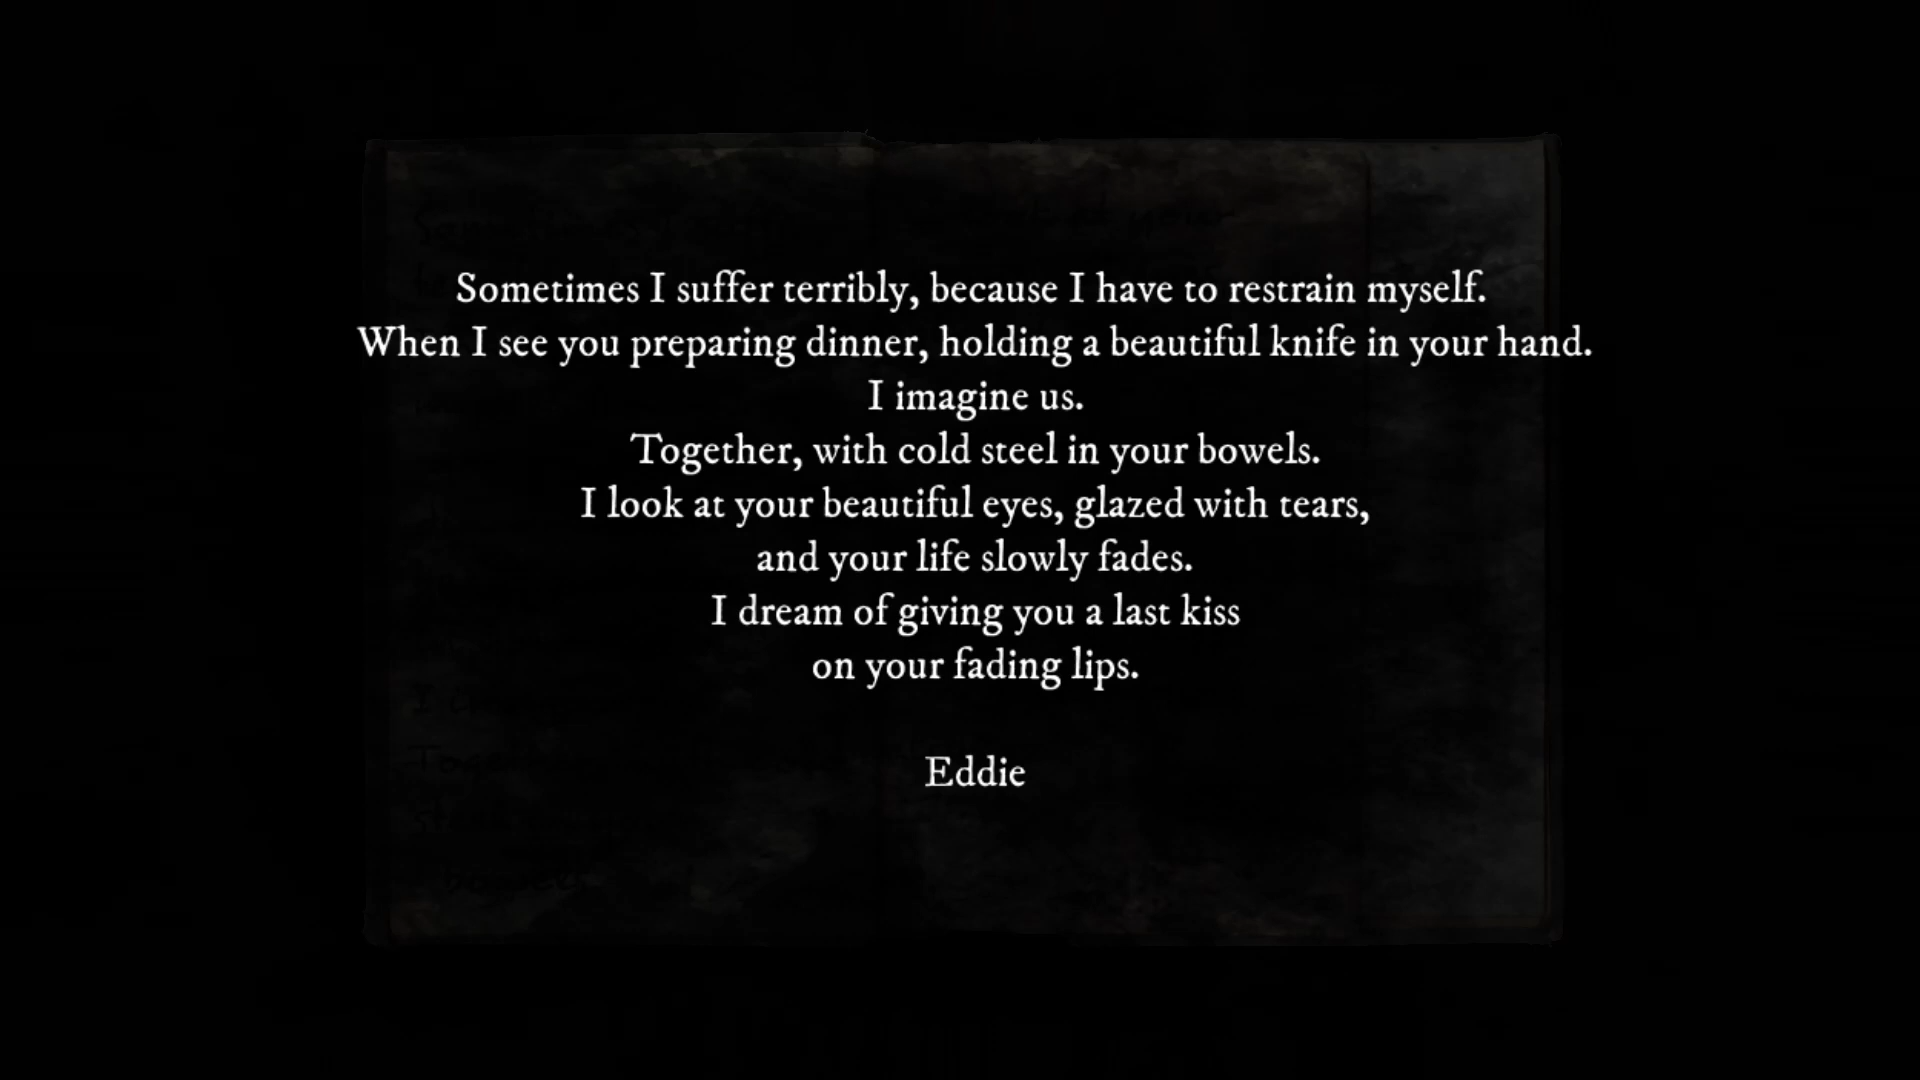 Sometimes I suffer terribly, because I have to restrain myself.
When I see you preparing dinner, holding a beautiful knife in your hand.
I imagine us.
Together, with cold steel in your bowels.
I look at your beautiful eyes, glazed with tears,
and your life slowly fades.
I dream of giving you a last kiss
on your fading lips.
Eddie